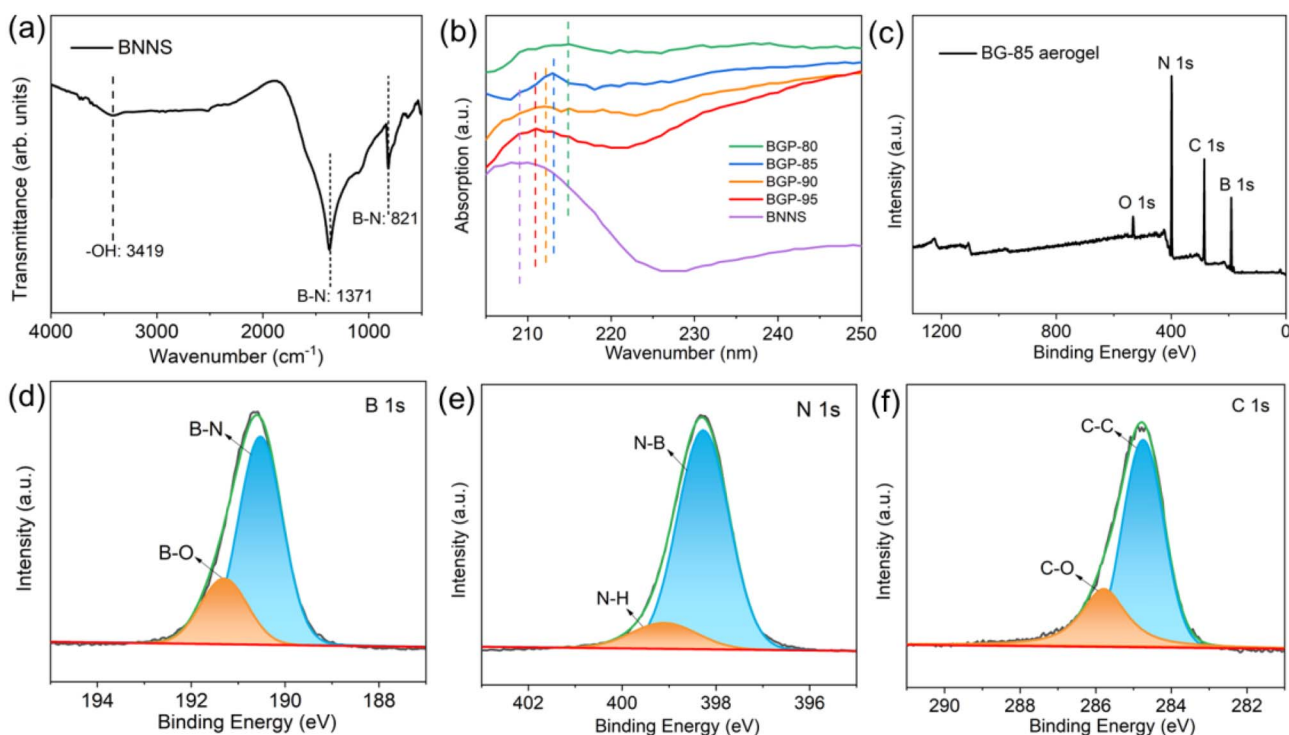 (a)
BNNS
-OH: 3419
B-N: 1371
B-N: 821
Transmittance (arb. units)
4000
3000
2000
1000
Wavenumber (cm⁻¹)
(b)
BGP-80
BGP-85
BGP-90
BGP-95
BNNS
Absorption (a.u.)
210
220
230
240
250
Wavenumber (nm)
(c)
BG-85 aerogel
N 1s
C 1s
B 1s
O 1s
Intensity (a.u.)
1200
800
400
0
Binding Energy (eV)
(d)
B 1s
B-N
B-O
Intensity (a.u.)
194
192
190
188
Binding Energy (eV)
(e)
N 1s
N-B
N-H
Intensity (a.u.)
402
400
398
396
Binding Energy (eV)
(f)
C 1s
C-C
C-O
Intensity (a.u.)
290
288
286
284
282
Binding Energy (eV)